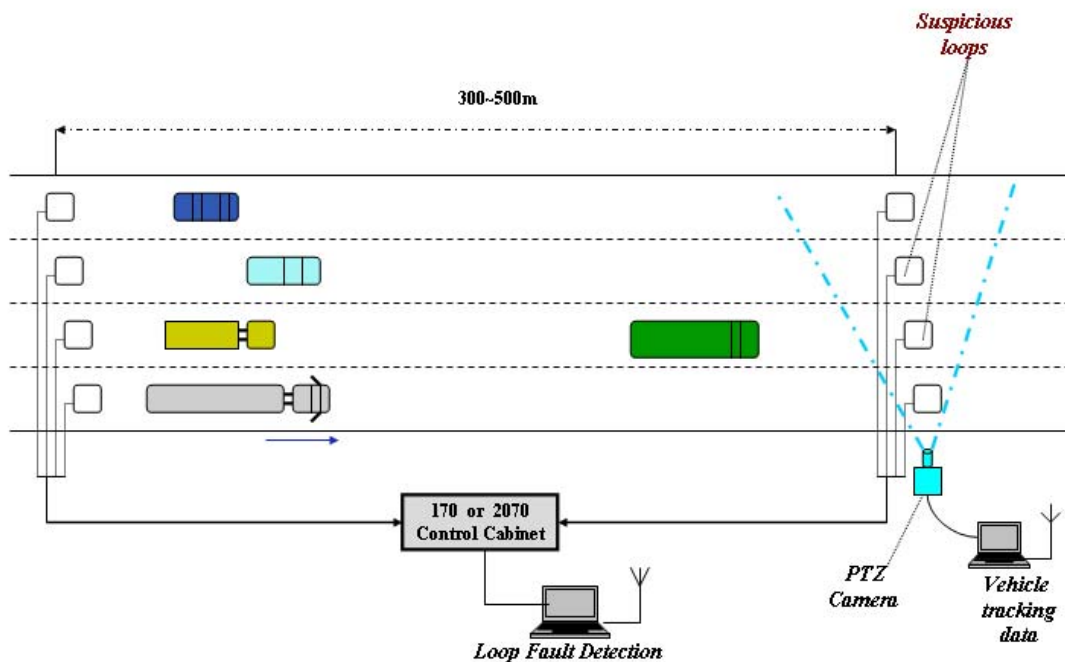 Suspicious
loops
300~500m
170 or 2070
Control Cabinet
PTZ
Camera
Vehicle
tracking
data
Loop Fault Detection